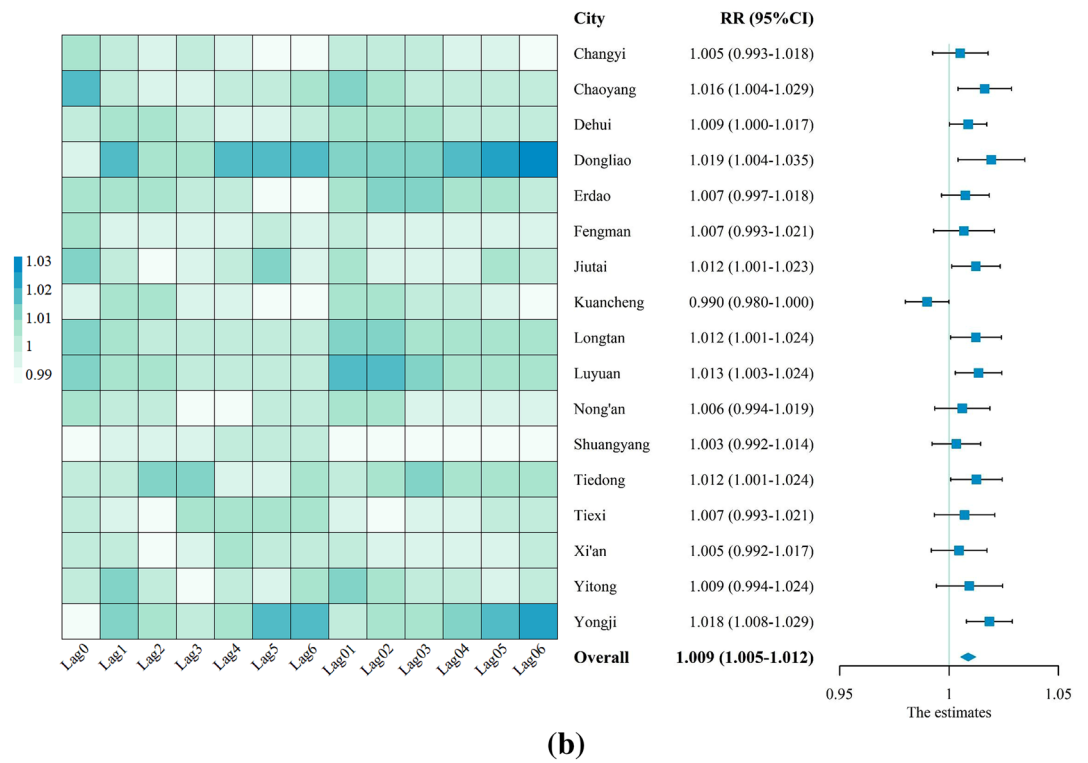 City RR (95%CI)
Changyi 1.005 (0.993-1.018)
Chaoyang 1.016 (1.004-1.029)
Dehui 1.009 (1.000-1.017)
Dongliao 1.019 (1.004-1.035)
Erdao 1.007 (0.997-1.018)
Fengman 1.007 (0.993-1.021)
Jiutai 1.012 (1.001-1.023)
Kuancheng 0.990 (0.980-1.000)
Longtan 1.012 (1.001-1.024)
Luyuan 1.013 (1.003-1.024)
Nong'an 1.006 (0.994-1.019)
Shuangyang 1.003 (0.992-1.014)
Tiedong 1.012 (1.001-1.024)
Tiexi 1.007 (0.993-1.021)
Xi'an 1.005 (0.992-1.017)
Yitong 1.009 (0.994-1.024)
Yongji 1.018 (1.008-1.029)
Overall 1.009 (1.005-1.012)
1.03
1.02
1.01
1
0.99
Lag0 Lag1 Lag2 Lag3 Lag4 Lag5 Lag6 Lag01 Lag02 Lag03 Lag04 Lag05 Lag06
0.95 1 1.05
The estimates
(b)